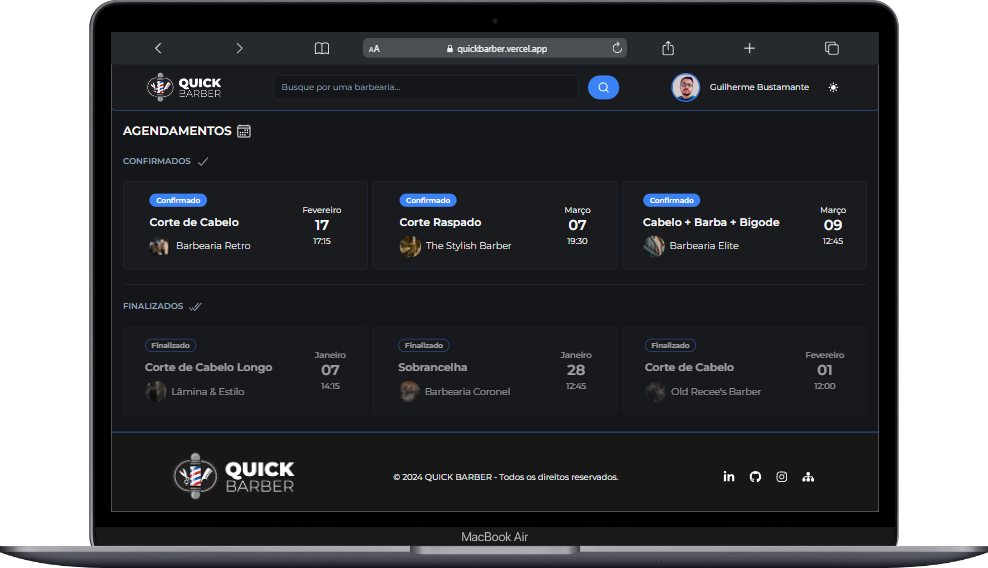 AA quickbarber.vercel.app
QUICK
BARBER
Busque por uma barbearia...
Guilherme Bustamante
AGENDAMENTOS
CONFIRMADOS
Confirmado
Corte de Cabelo
Barbearia Retro
Fevereiro
17
17:15
Confirmado
Corte Raspado
The Stylish Barber
Março
07
19:30
Confirmado
Cabelo + Barba + Bigode
Barbearia Elite
Março
09
12:45
FINALIZADOS
Finalizado
Corte de Cabelo Longo
Lâmina & Estilo
Janeiro
07
14:15
Finalizado
Sobrancelha
Barbearia Coronel
Janeiro
28
12:45
Finalizado
Corte de Cabelo
Old Recee's Barber
Fevereiro
01
12:00
QUICK
BARBER
© 2024 QUICK BARBER - Todos os direitos reservados.
in
MacBook Air